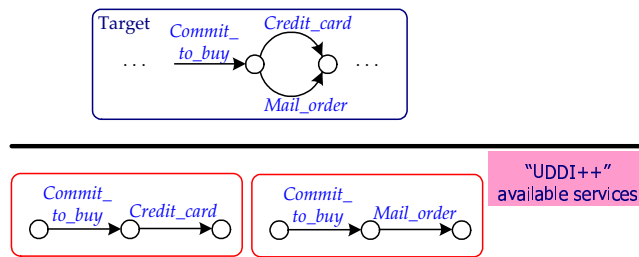 Target
Credit_card
Commit_
to_buy
. . .
. . .
Mail_order
"UDDI++"
available services
Commit_
to_buy
Credit_card
Commit_
to_buy
Mail_order